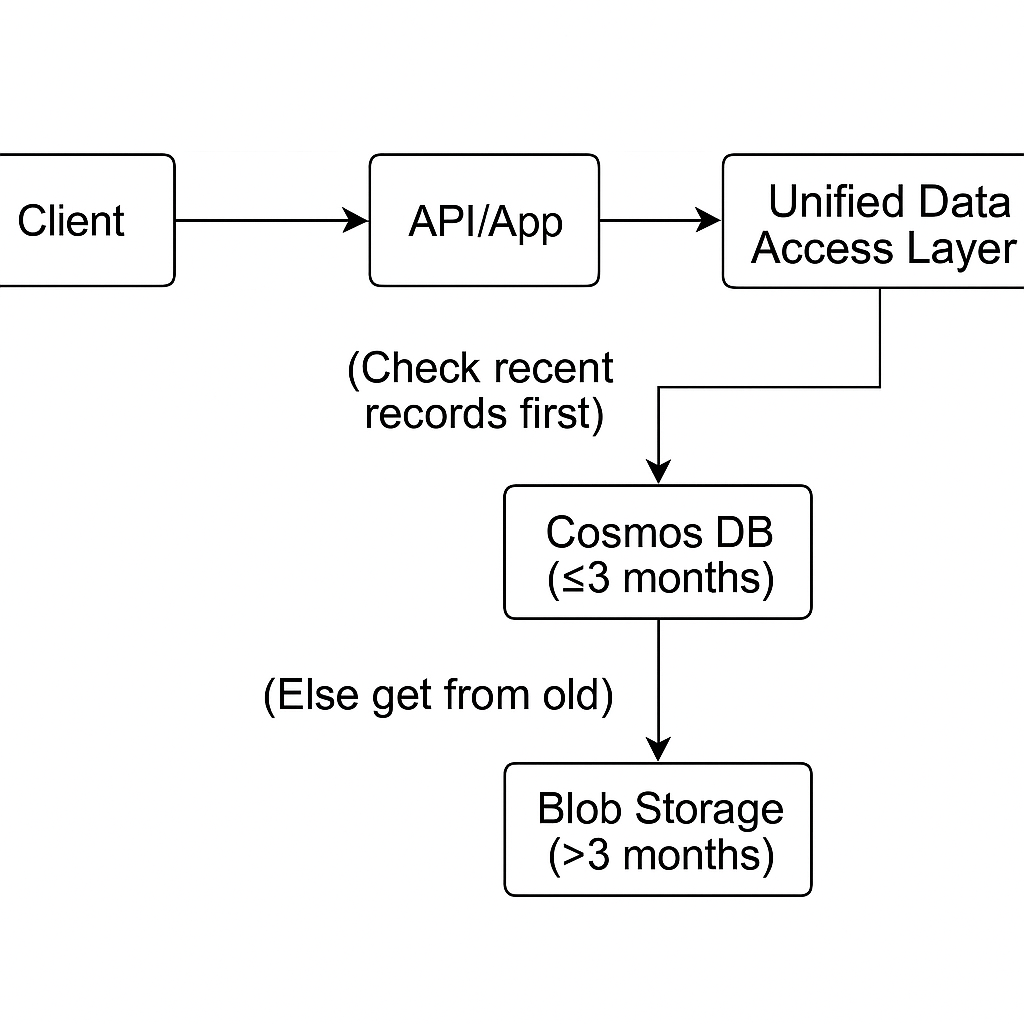 Client
API/App
Unified Data
Access Layer
(Check recent
records first)
Cosmos DB
(≤3 months)
(Else get from old)
Blob Storage
(>3 months)